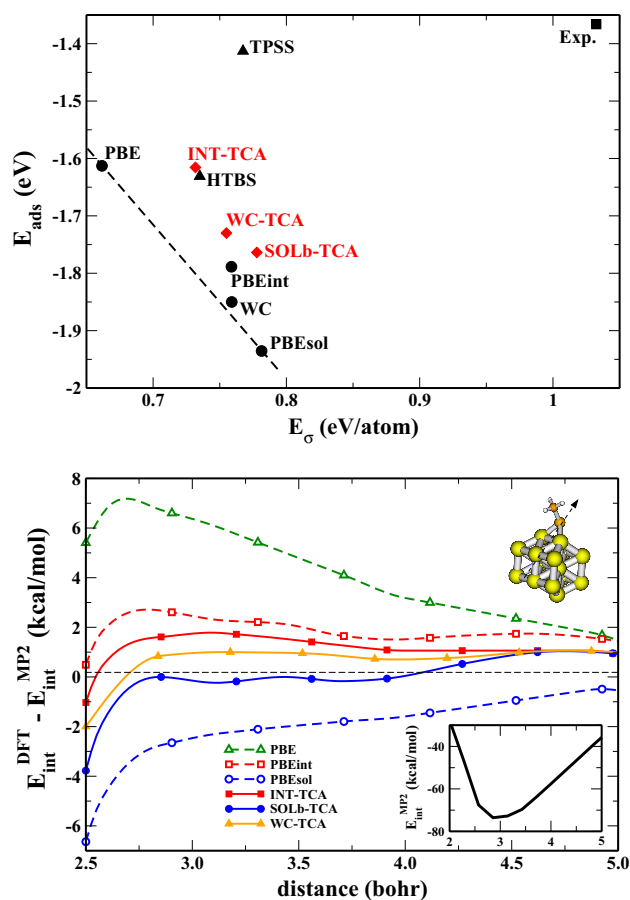 -1.4
TPSS
Exp.
-1.5
PBE
INT-TCA
-1.6
HTBS
E_ads (eV)
-1.7
WC-TCA
SOLb-TCA
-1.8
PBEint
WC
-1.9
PBEsol
-2
0.7 0.8 0.9 1
E_σ (eV/atom)
8
6
4
2
0
-2
-4
-6
E_int^DFT - E_int^MP2 (kcal/mol)
PBE
PBEint
PBEsol
INT-TCA
SOLb-TCA
WC-TCA
E_int^MP2 (kcal/mol)
-40
-60
-80
2 3 4 5
2.5 3.0 3.5 4.0 4.5 5.0
distance (bohr)